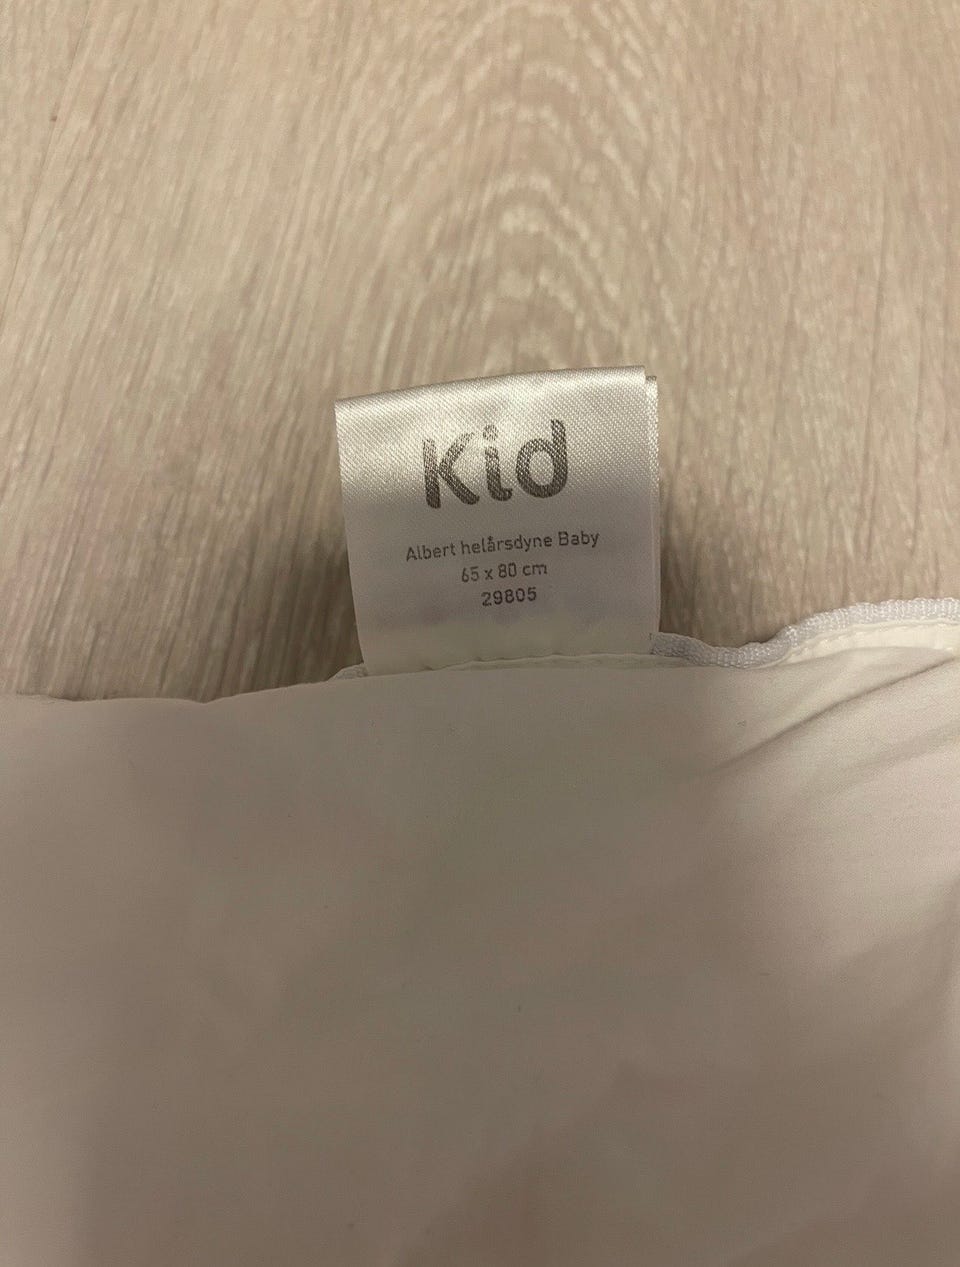 Kid
Albert helårsdyne Baby
65 x 80 cm
29805